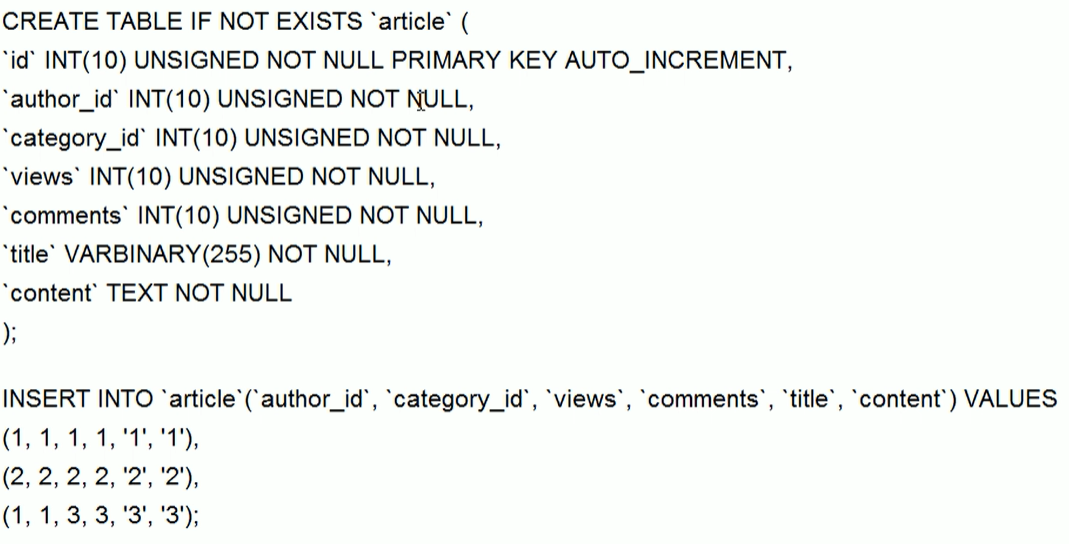 CREATE TABLE IF NOT EXISTS `article` (
`id` INT(10) UNSIGNED NOT NULL PRIMARY KEY AUTO_INCREMENT,
`author_id` INT(10) UNSIGNED NOT NULL,
`category_id` INT(10) UNSIGNED NOT NULL,
`views` INT(10) UNSIGNED NOT NULL,
`comments` INT(10) UNSIGNED NOT NULL,
`title` VARBINARY(255) NOT NULL,
`content` TEXT NOT NULL
);
INSERT INTO `article`(`author_id`, `category_id`, `views`, `comments`, `title`, `content`) VALUES
(1, 1, 1, 1, '1', '1'),
(2, 2, 2, 2, '2', '2'),
(1, 1, 3, 3, '3', '3');